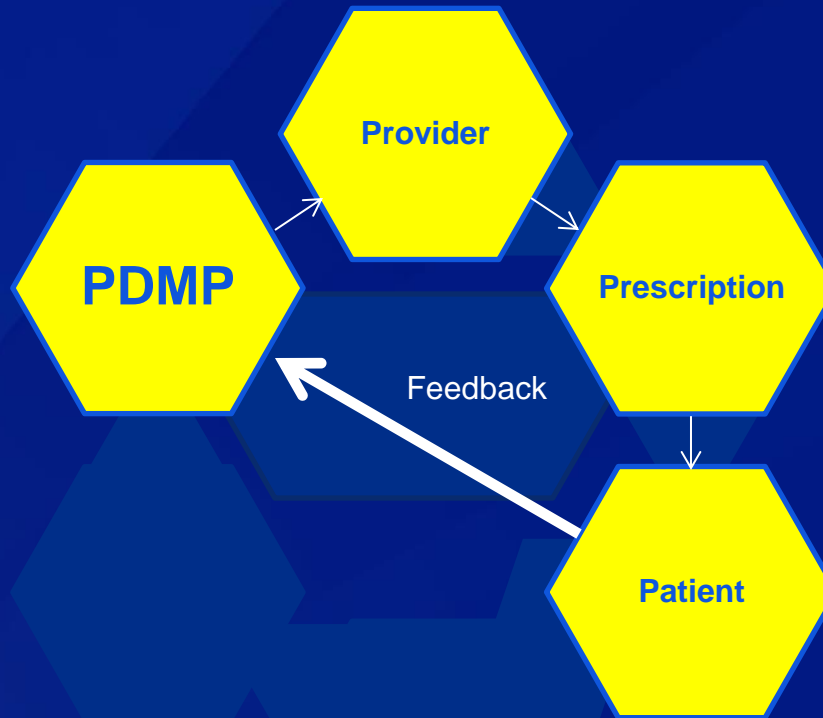 Provider
PDMP
Prescription
Feedback
Patient